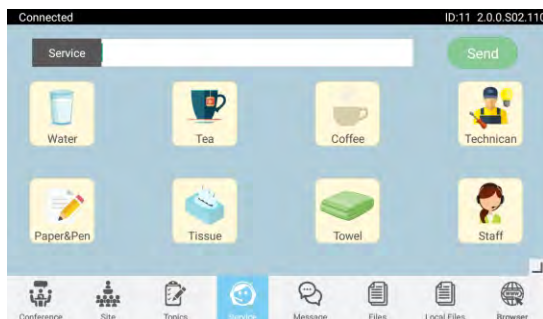 Connected ID:11 2.0.0.S02.110
Service Send
Water Tea Coffee Technican
Paper&Pen Tissue Towel Staff
Conference Site Topics Service Message Files Local Files Browser